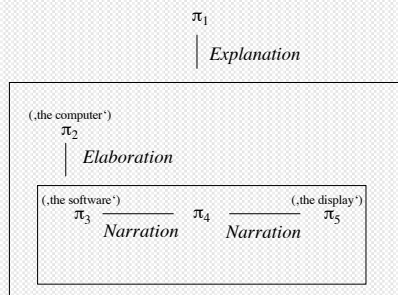 π1
Explanation
(‚the computer‘)
π2
Elaboration
(‚the software‘) (‚the display‘)
π3 π4 π5
Narration Narration